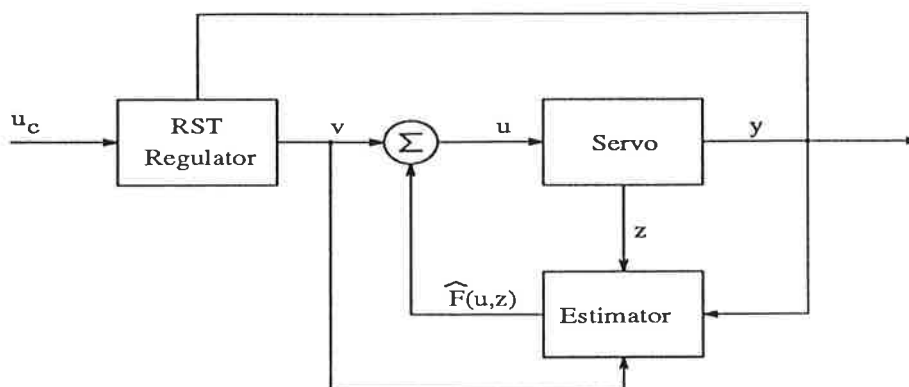 u_c
RST
Regulator
v
Σ
u
Servo
y
z
F̂(u,z)
Estimator